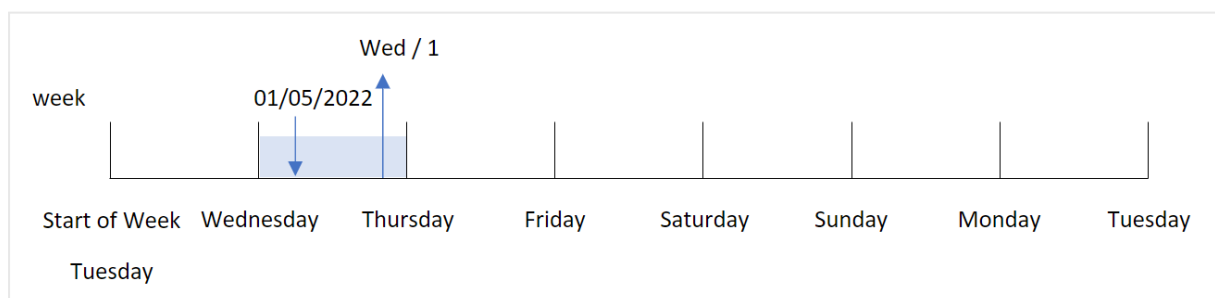 Wed / 1
week 01/05/2022
Start of Week Wednesday Thursday Friday Saturday Sunday Monday Tuesday
Tuesday